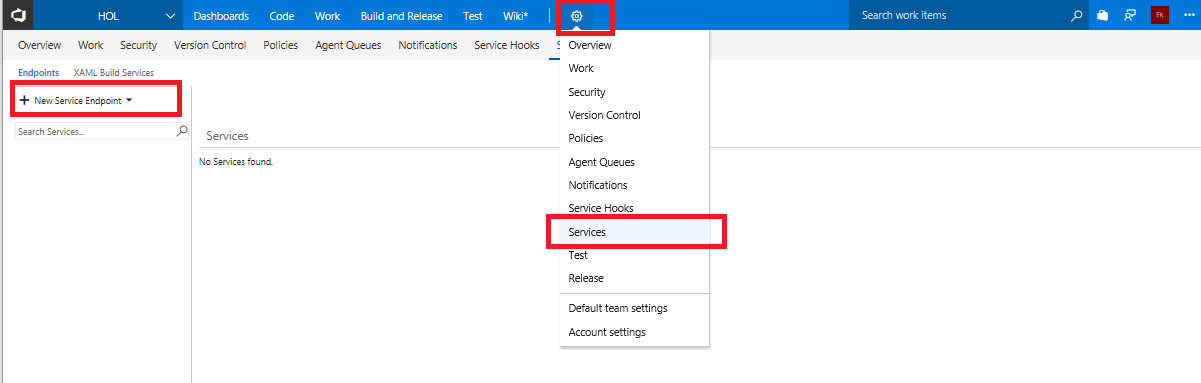 HOL Dashboards Code Work Build and Release Test Wiki* Search work items EK ...
Overview Work Security Version Control Policies Agent Queues Notifications Service Hooks S
Endpoints XAML Build Services
+ New Service Endpoint
Search Services...
Services
No Services found.
Overview
Work
Security
Version Control
Policies
Agent Queues
Notifications
Service Hooks
Services
Test
Release
Default team settings
Account settings